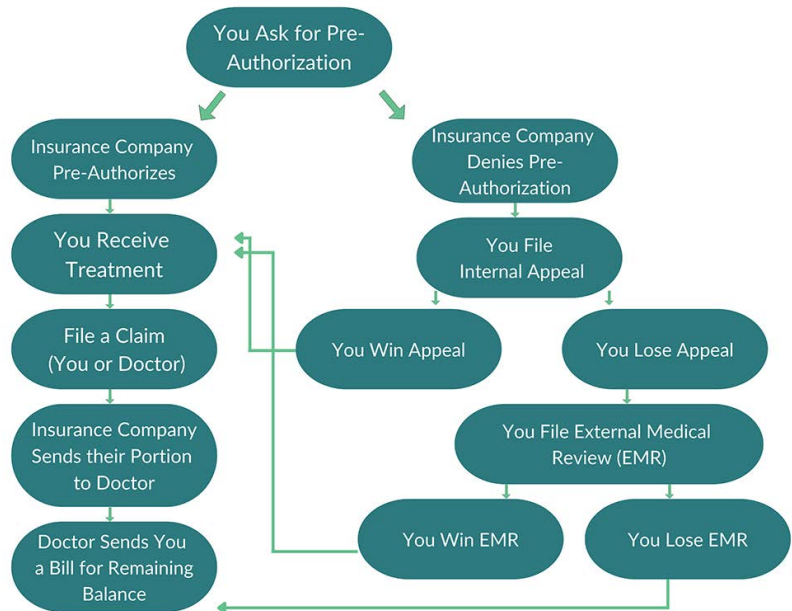 You Ask for Pre-
Authorization
Insurance Company
Pre-Authorizes
Insurance Company
Denies Pre-
Authorization
You Receive
Treatment
You File
Internal Appeal
File a Claim
(You or Doctor)
You Win Appeal
You Lose Appeal
Insurance Company
Sends their Portion
to Doctor
You File External Medical
Review (EMR)
Doctor Sends You
a Bill for Remaining
Balance
You Win EMR
You Lose EMR